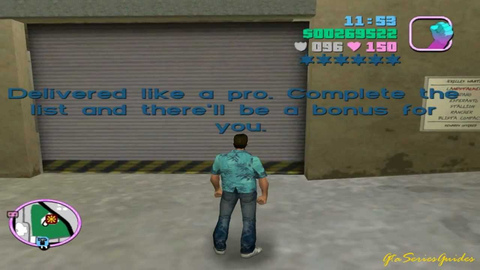 11:53
$00269522
096 150
Delivered like a pro. Complete the
list and there'll be a bonus for
you.
GtaSeriesGuides